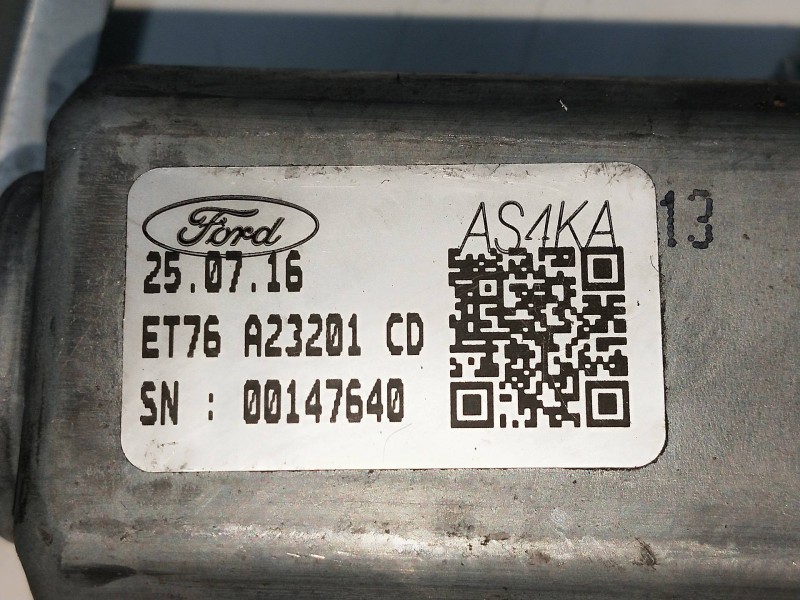 Ford
AS4KA
13
25.07.16
ET76 A23201 CD
SN : 00147640